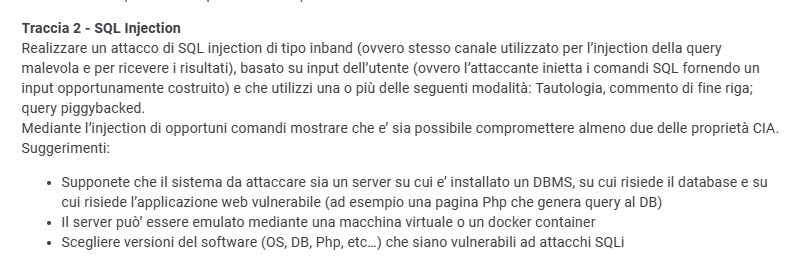 Traccia 2 - SQL Injection
Realizzare un attacco di SQL injection di tipo inband (ovvero stesso canale utilizzato per l'injection della query
malevola e per ricevere i risultati), basato su input dell'utente (ovvero l'attaccante inietta i comandi SQL fornendo un
input opportunamente costruito) e che utilizzi una o più delle seguenti modalità: Tautologia, commento di fine riga;
query piggybacked.
Mediante l'injection di opportuni comandi mostrare che e' sia possibile compromettere almeno due delle proprietà CIA.
Suggerimenti:
• Supponete che il sistema da attaccare sia un server su cui e' installato un DBMS, su cui risiede il database e su
cui risiede l'applicazione web vulnerabile (ad esempio una pagina Php che genera query al DB)
• Il server può' essere emulato mediante una macchina virtuale o un docker container
• Scegliere versioni del software (OS, DB, Php, etc…) che siano vulnerabili ad attacchi SQLi